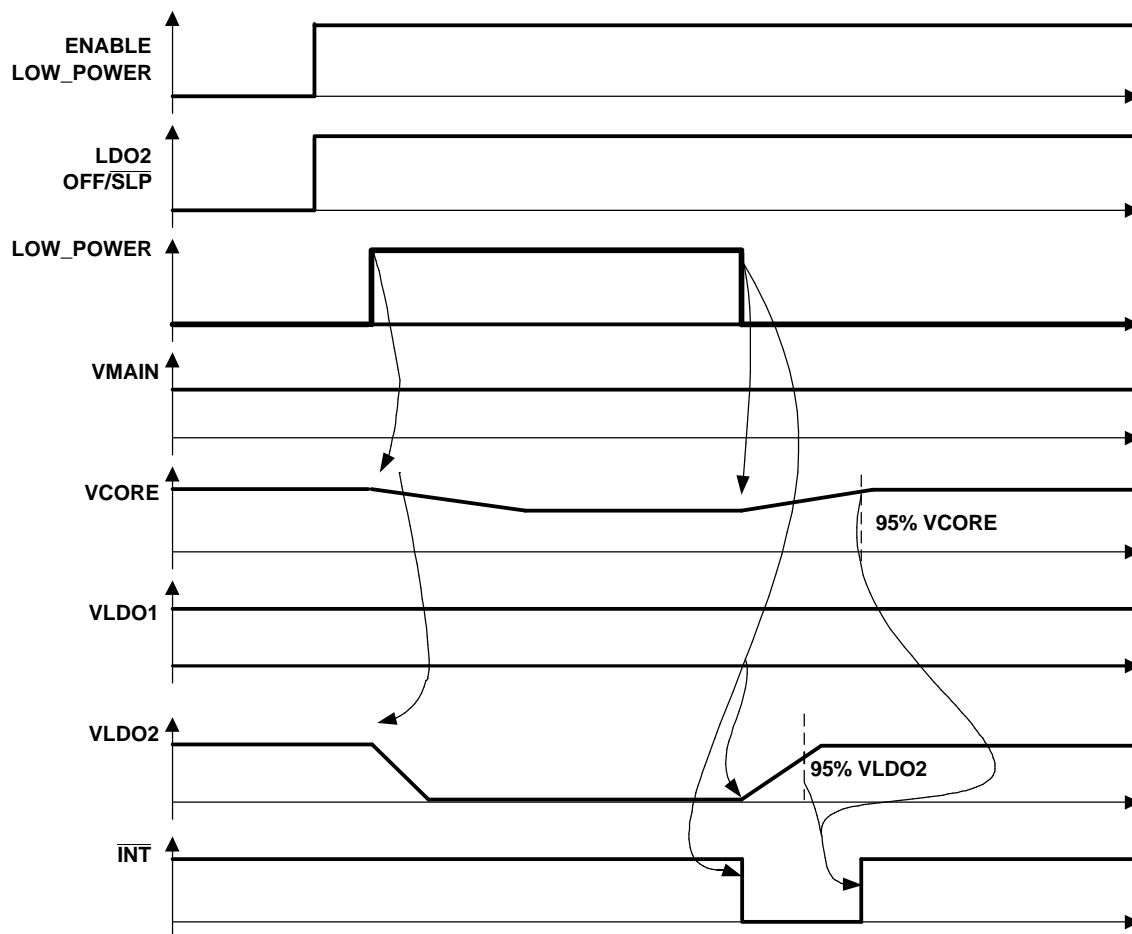 ENABLE
LOW_POWER
LDO2
OFF/SLP
LOW_POWER
VMAIN
VCORE
95% VCORE
VLDO1
VLDO2
95% VLDO2
INT